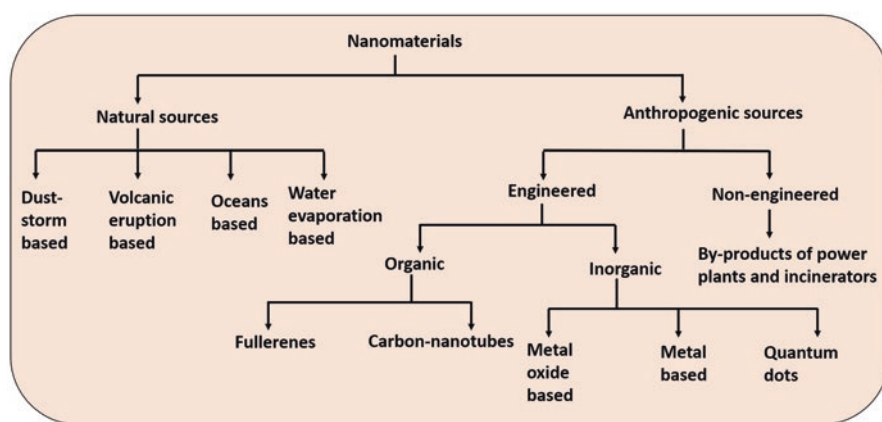 Nanomaterials
Natural sources
Anthropogenic sources
Dust-
storm
based
Volcanic
eruption
based
Oceans
based
Water
evaporation
based
Engineered
Non-engineered
Organic
Inorganic
By-products of power
plants and incinerators
Fullerenes
Carbon-nanotubes
Metal
oxide
based
Metal
based
Quantum
dots